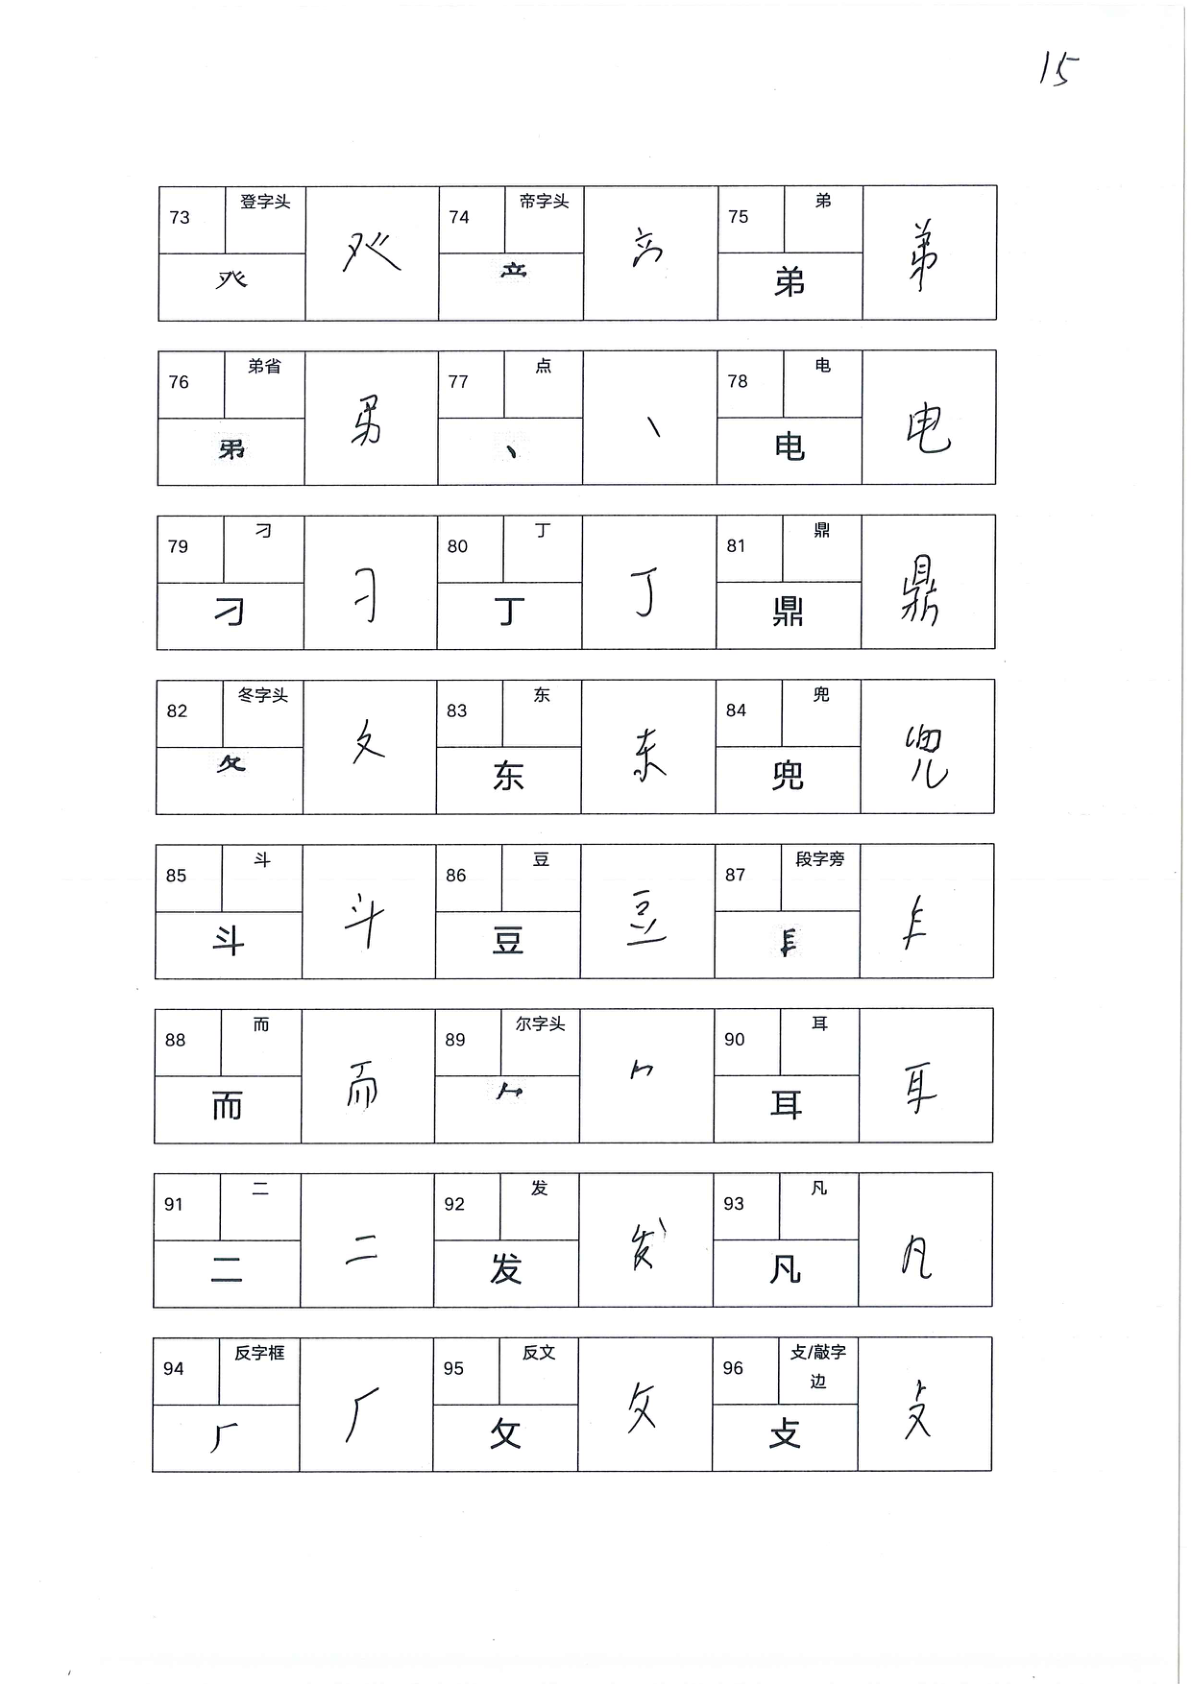 15
73 登字头 癶 癶 74 帝字头 75 弟 弟 弟
76 弟省 77 点 丶 丶 78 电 电 电
79 刁 刁 刁 80 丁 丁 丁 81 鼎 鼎 鼎
82 冬字头 夂 夂 83 东 东 东 84 兜 兜 兜
85 斗 斗 斗 86 豆 豆 豆 87 段字旁
88 而 而 而 89 尔字头 90 耳 耳 耳
91 二 二 二 92 发 发 发 93 凡 凡 凡
94 反字框 厂 厂 95 反文 攵 攵 96 攴/敲字边 攴 攴